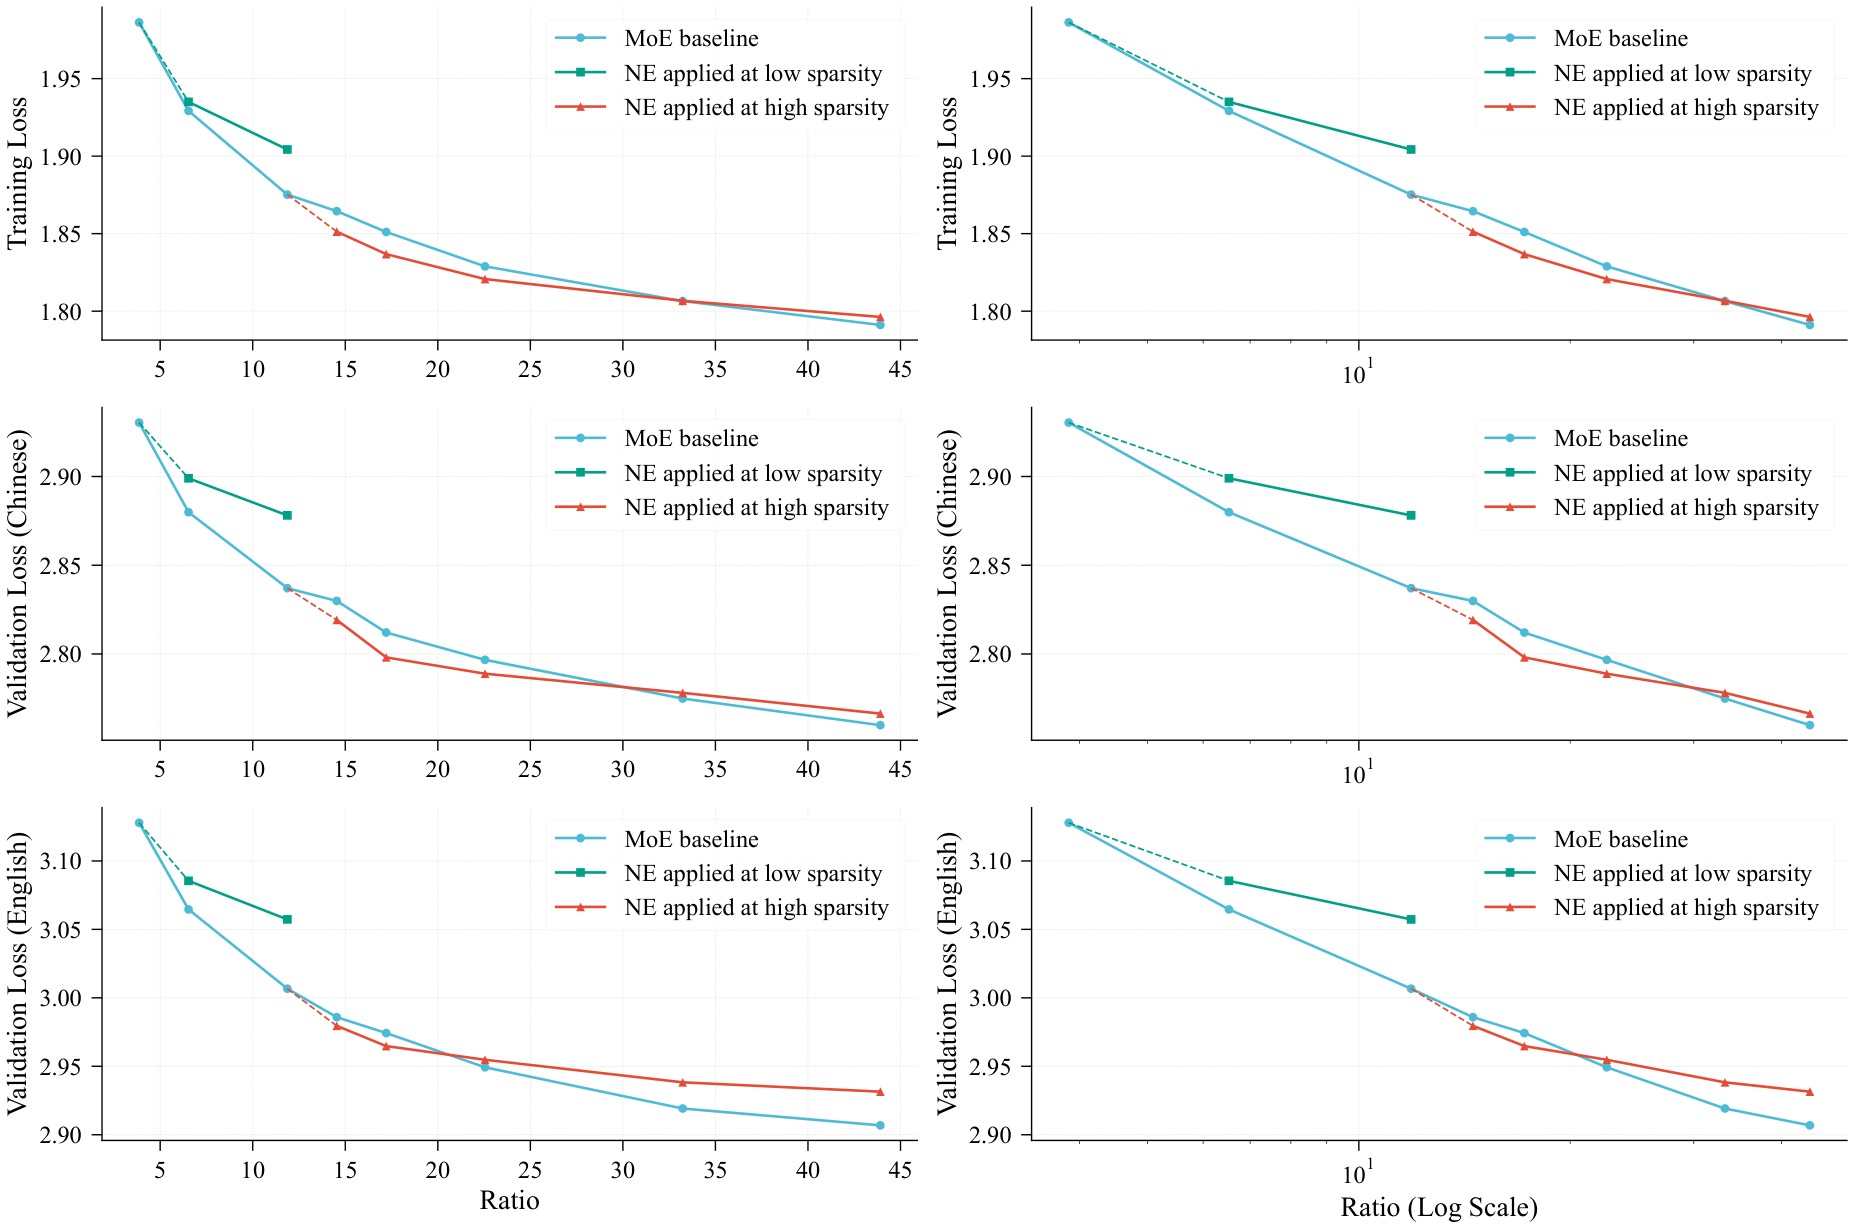 Training Loss
1.95
1.90
1.85
1.80
5 10 15 20 25 30 35 40 45
MoE baseline
NE applied at low sparsity
NE applied at high sparsity
Training Loss
1.95
1.90
1.85
1.80
10¹
MoE baseline
NE applied at low sparsity
NE applied at high sparsity
Validation Loss (Chinese)
2.90
2.85
2.80
5 10 15 20 25 30 35 40 45
MoE baseline
NE applied at low sparsity
NE applied at high sparsity
Validation Loss (Chinese)
2.90
2.85
2.80
10¹
MoE baseline
NE applied at low sparsity
NE applied at high sparsity
Validation Loss (English)
3.10
3.05
3.00
2.95
2.90
5 10 15 20 25 30 35 40 45
Ratio
MoE baseline
NE applied at low sparsity
NE applied at high sparsity
Validation Loss (English)
3.10
3.05
3.00
2.95
2.90
10¹
Ratio (Log Scale)
MoE baseline
NE applied at low sparsity
NE applied at high sparsity